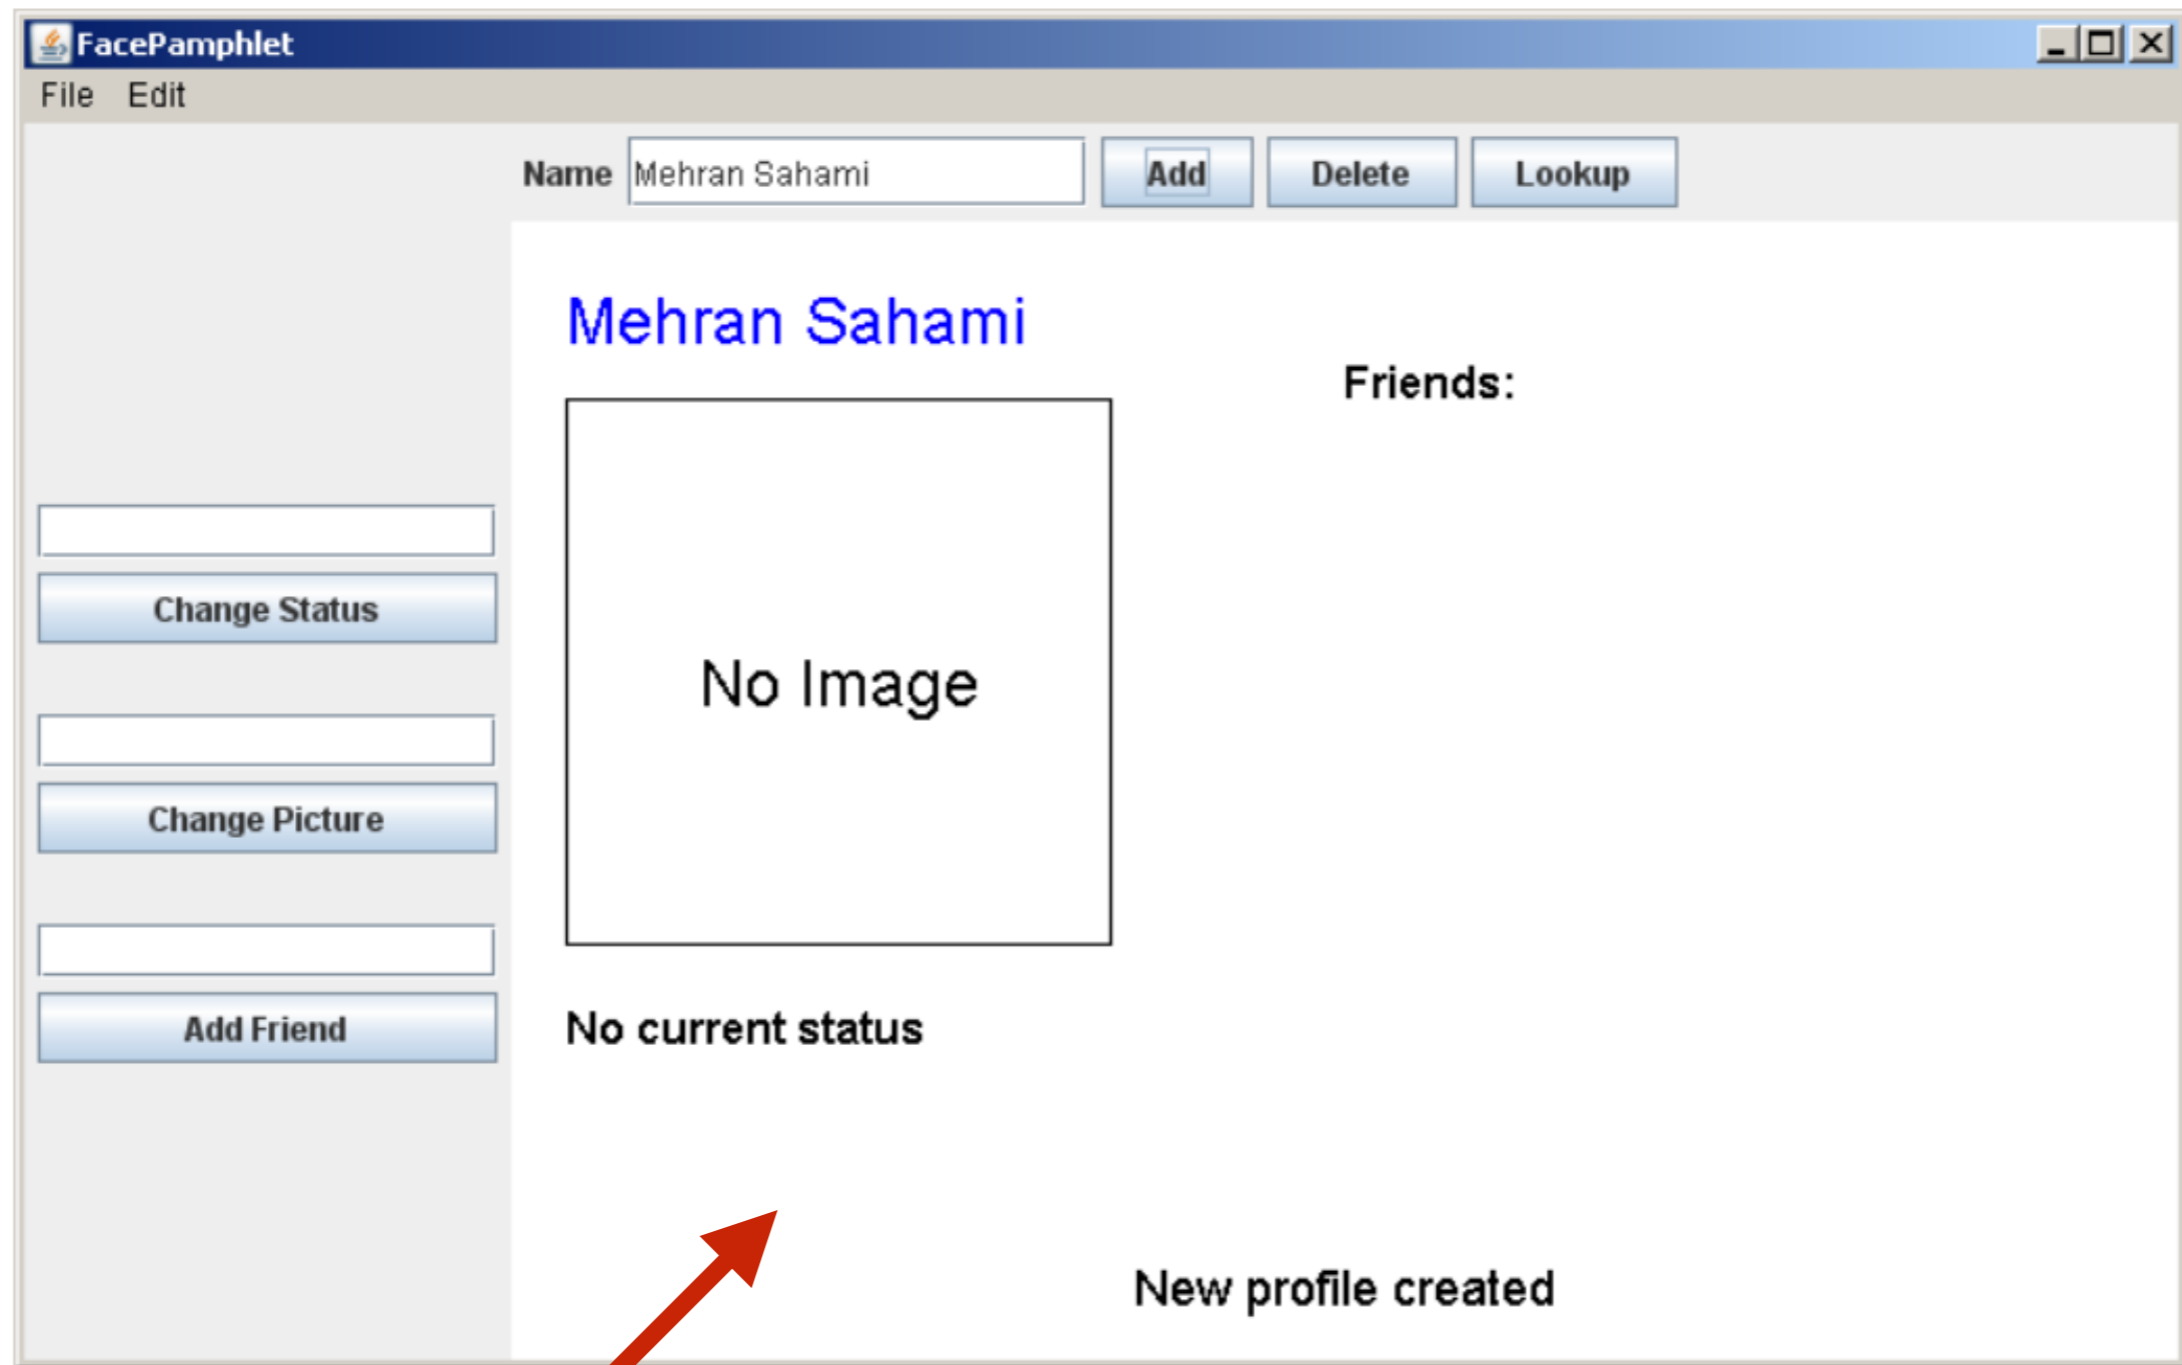 FacePamphlet
File Edit
Name Mehran Sahami Add Delete Lookup
Mehran Sahami
Friends:
No Image
Change Status
Change Picture
Add Friend
No current status
New profile created